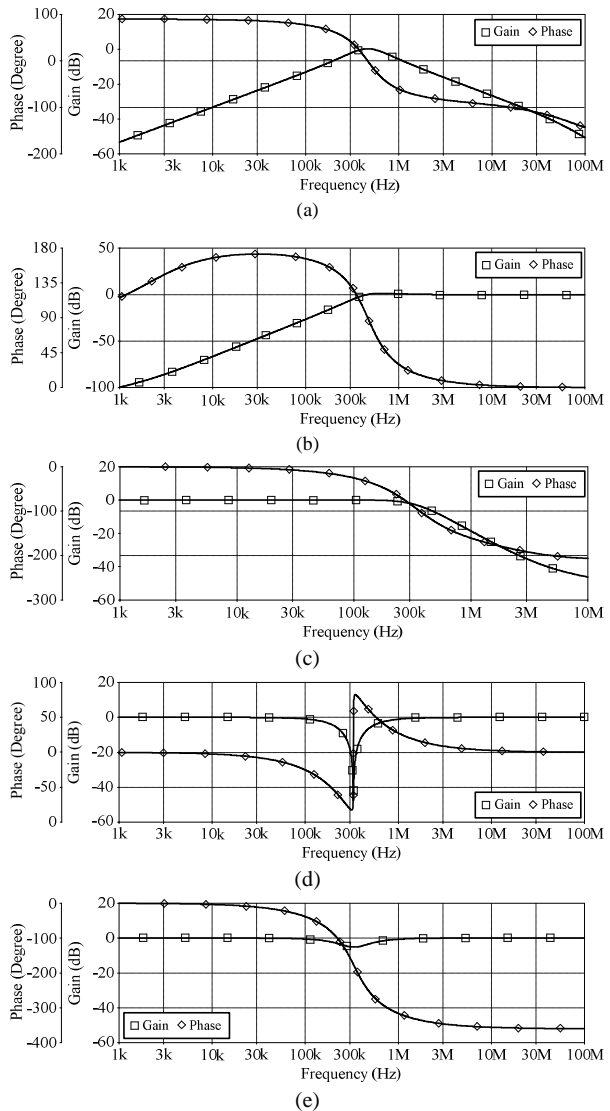 Phase (Degree)
100
0
-100
-200
Gain (dB)
20
0
-20
-40
-60
Gain Phase
1k 3k 10k 30k 100k 300k 1M 3M 10M 30M 100M
Frequency (Hz)
(a)
Phase (Degree)
180
135
90
45
0
Gain (dB)
50
0
-50
-100
Gain Phase
1k 3k 10k 30k 100k 300k 1M 3M 10M 30M 100M
Frequency (Hz)
(b)
Phase (Degree)
0
-100
-200
-300
Gain (dB)
20
0
-20
-40
-60
Gain Phase
1k 3k 10k 30k 100k 300k 1M 3M 10M
Frequency (Hz)
(c)
Phase (Degree)
100
50
0
50
0
Gain (dB)
20
0
-20
-40
-60
Gain Phase
1k 3k 10k 30k 100k 300k 1M 3M 10M 30M 100M
Frequency (Hz)
(d)
Phase (Degree)
0
-100
-200
-300
-400
Gain (dB)
20
0
-20
-40
-60
Gain Phase
1k 3k 10k 30k 100k 300k 1M 3M 10M 30M 100M
Frequency (Hz)
(e)